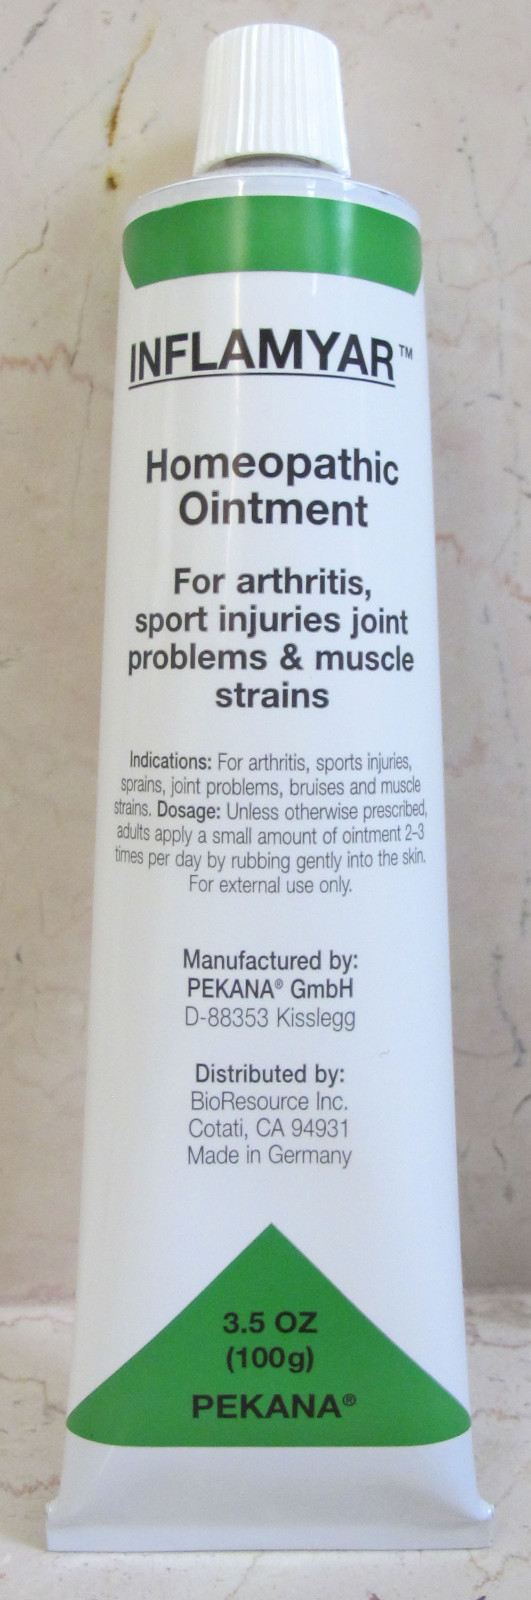 INFLAMYAR™
Homeopathic
Ointment
For arthritis,
sport injuries joint
problems & muscle
strains
Indications: For arthritis, sports injuries,
sprains, joint problems, bruises and muscle
strains. Dosage: Unless otherwise prescribed,
adults apply a small amount of ointment 2–3
times per day by rubbing gently into the skin.
For external use only.
Manufactured by:
PEKANA® GmbH
D-88353 Kisslegg
Distributed by:
BioResource Inc.
Cotati, CA 94931
Made in Germany
3.5 OZ
(100g)
PEKANA®